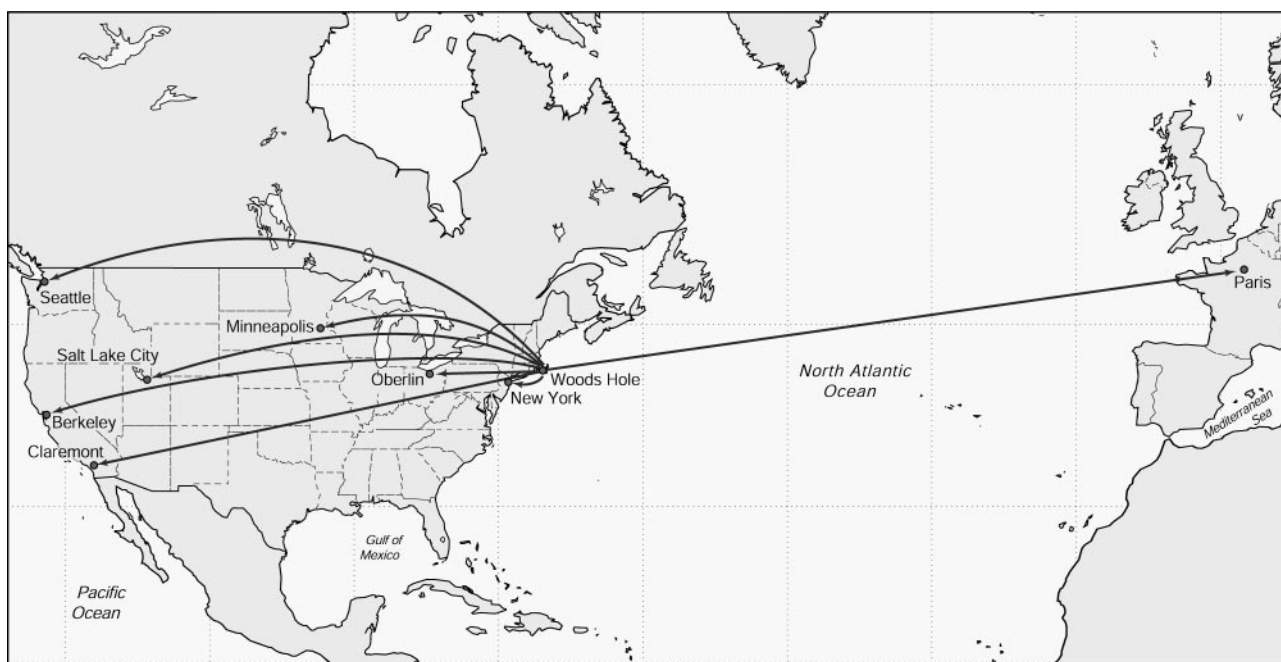 Seattle
Minneapolis
Salt Lake City
Oberlin
Woods Hole
New York
Berkeley
Claremont
Paris
North Atlantic
Ocean
Mediterranean
Sea
Gulf of
Mexico
Pacific
Ocean